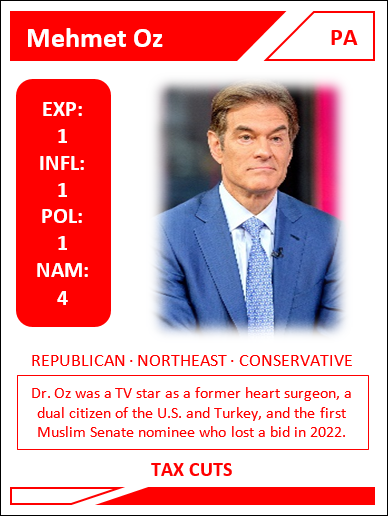 Mehmet Oz
PA
EXP:
1
INFL:
1
POL:
1
NAM:
4
REPUBLICAN · NORTHEAST · CONSERVATIVE
Dr. Oz was a TV star as a former heart surgeon, a
dual citizen of the U.S. and Turkey, and the first
Muslim Senate nominee who lost a bid in 2022.
TAX CUTS